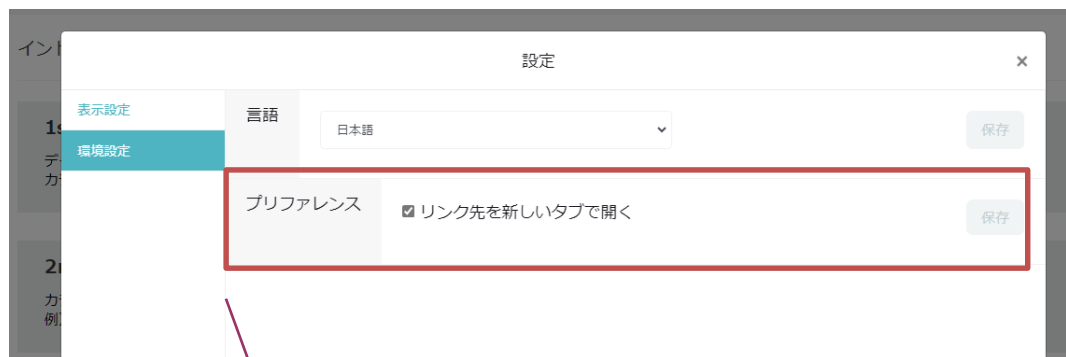 設定
×
表示設定
環境設定
言語
日本語
保存
プリファレンス
リンク先を新しいタブで開く
保存